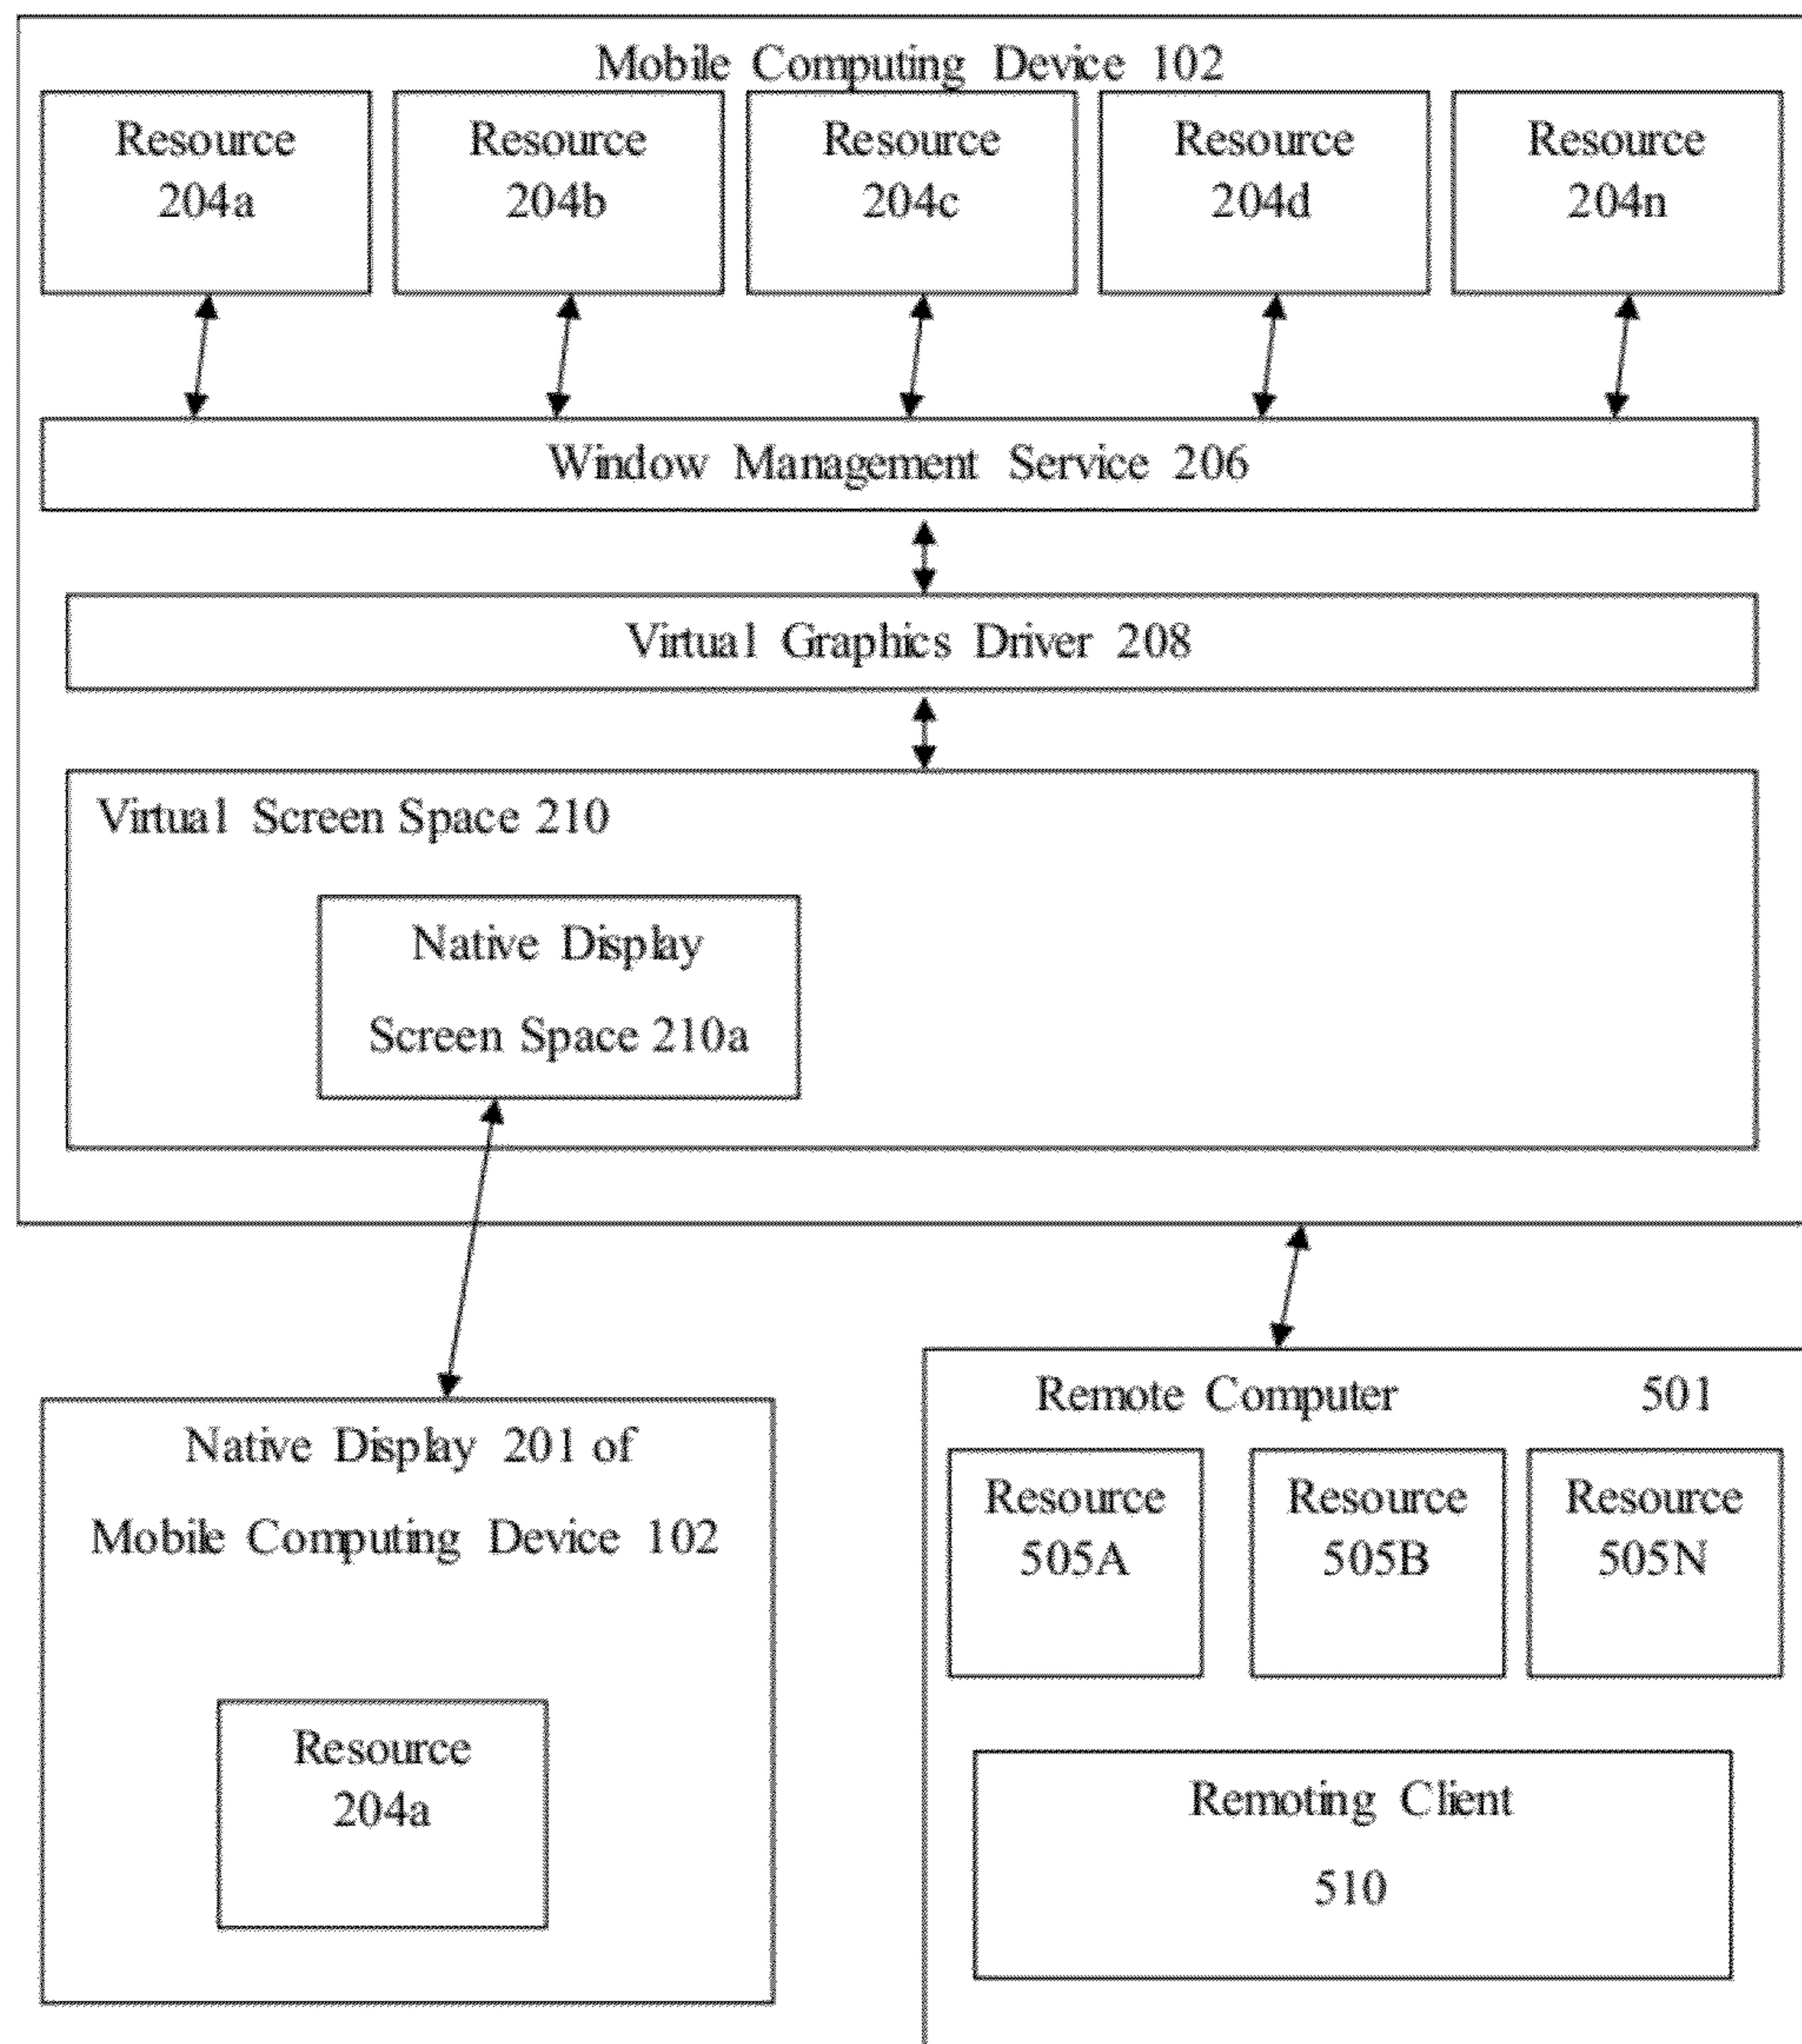 Mobile Computing Device 102
Resource
204a
Resource
204b
Resource
204c
Resource
204d
Resource
204n
Window Management Service 206
Virtual Graphics Driver 208
Virtual Screen Space 210
Native Display
Screen Space 210a
Native Display 201 of
Mobile Computing Device 102
Resource
204a
Remote Computer 501
Resource
505A
Resource
505B
Resource
505N
Remoting Client
510